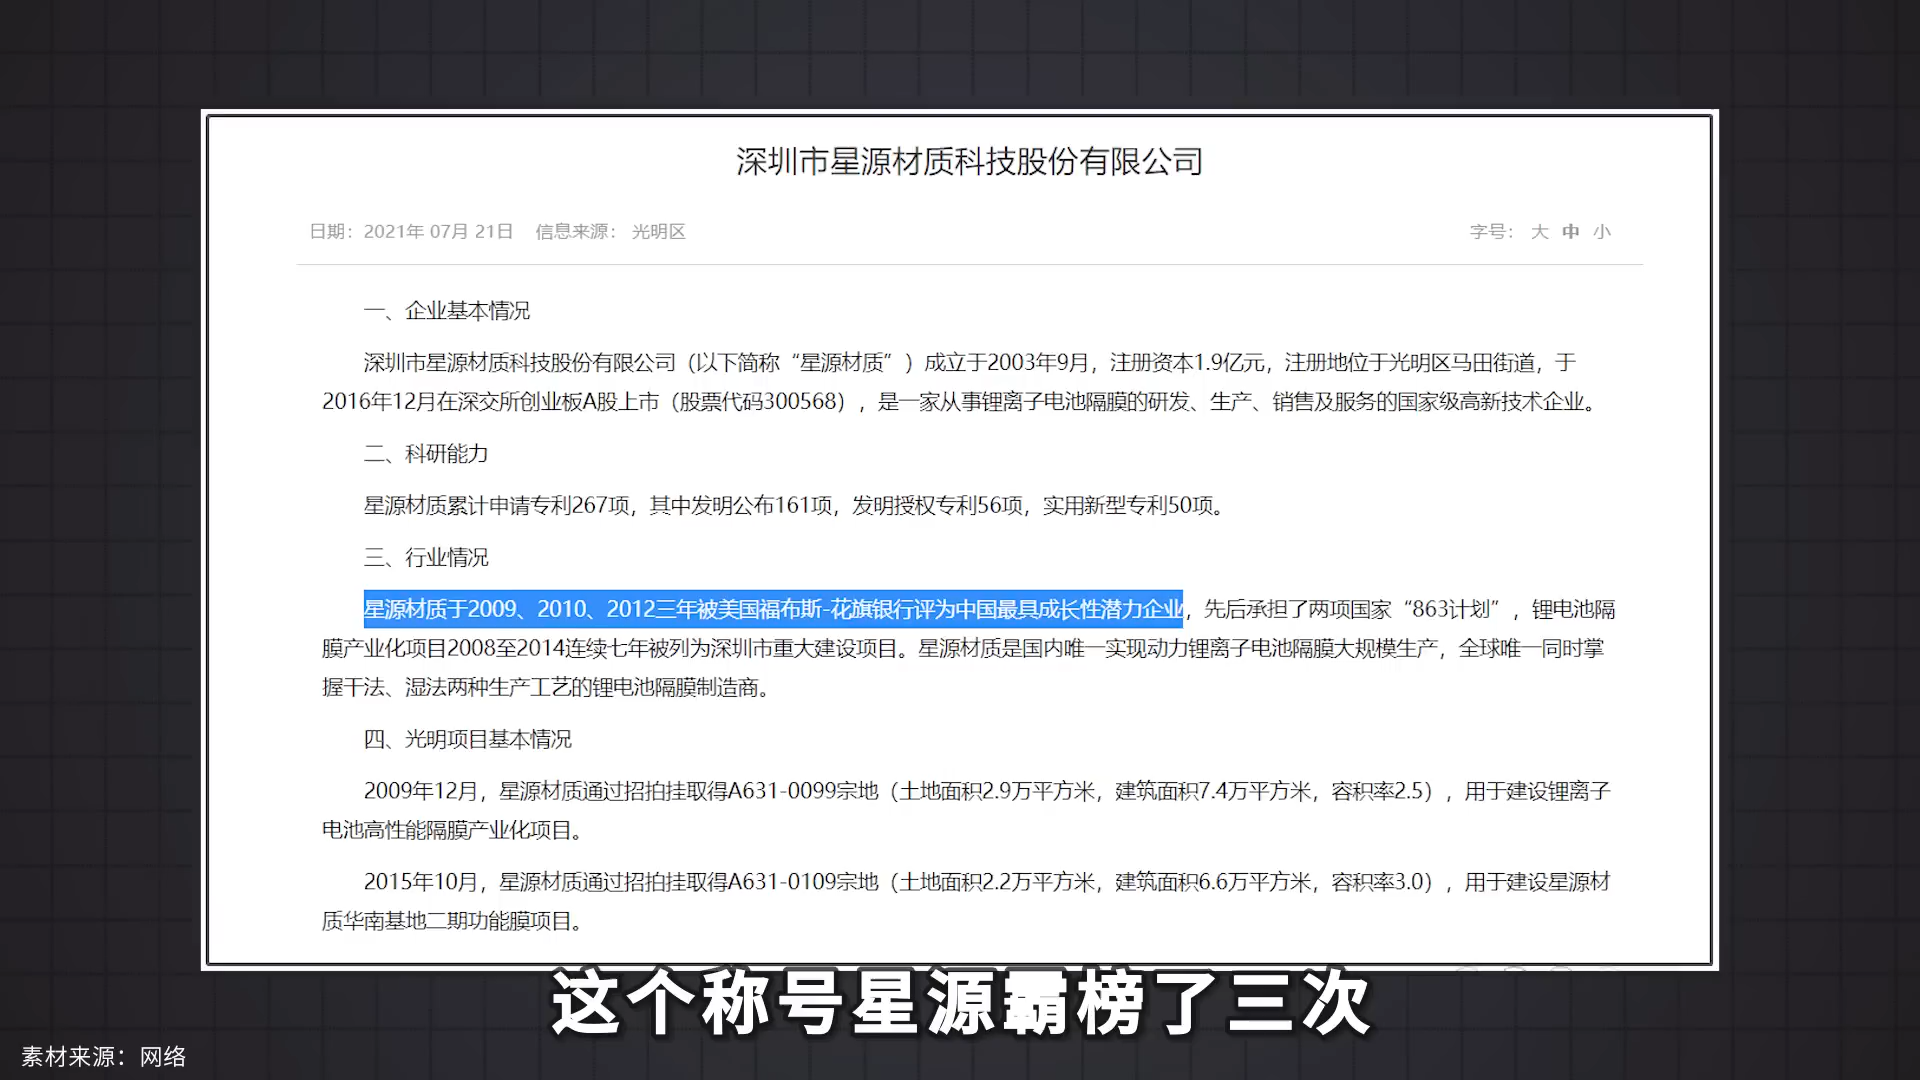 深圳市星源材质科技股份有限公司
日期：2021年 07月 21日 信息来源： 光明区 字号： 大 中 小
一、企业基本情况
深圳市星源材质科技股份有限公司（以下简称“星源材质”）成立于2003年9月，注册资本1.9亿元，注册地位于光明区马田街道，于
2016年12月在深交所创业板A股上市（股票代码300568），是一家从事锂离子电池隔膜的研发、生产、销售及服务的国家级高新技术企业。
二、科研能力
星源材质累计申请专利267项，其中发明公布161项，发明授权专利56项，实用新型专利50项。
三、行业情况
星源材质于2009、2010、2012三年被美国福布斯-花旗银行评为中国最具成长性潜力企业，先后承担了两项国家“863计划”，锂电池隔
膜产业化项目2008至2014连续七年被列为深圳市重大建设项目。星源材质是国内唯一实现动力锂离子电池隔膜大规模生产，全球唯一同时掌
握干法、湿法两种生产工艺的锂电池隔膜制造商。
四、光明项目基本情况
2009年12月，星源材质通过招拍挂取得A631-0099宗地（土地面积2.9万平方米，建筑面积7.4万平方米，容积率2.5），用于建设锂离子
电池高性能隔膜产业化项目。
2015年10月，星源材质通过招拍挂取得A631-0109宗地（土地面积2.2万平方米，建筑面积6.6万平方米，容积率3.0），用于建设星源材
质华南基地二期功能膜项目。
这个称号星源霸榜了三次
素材来源：网络